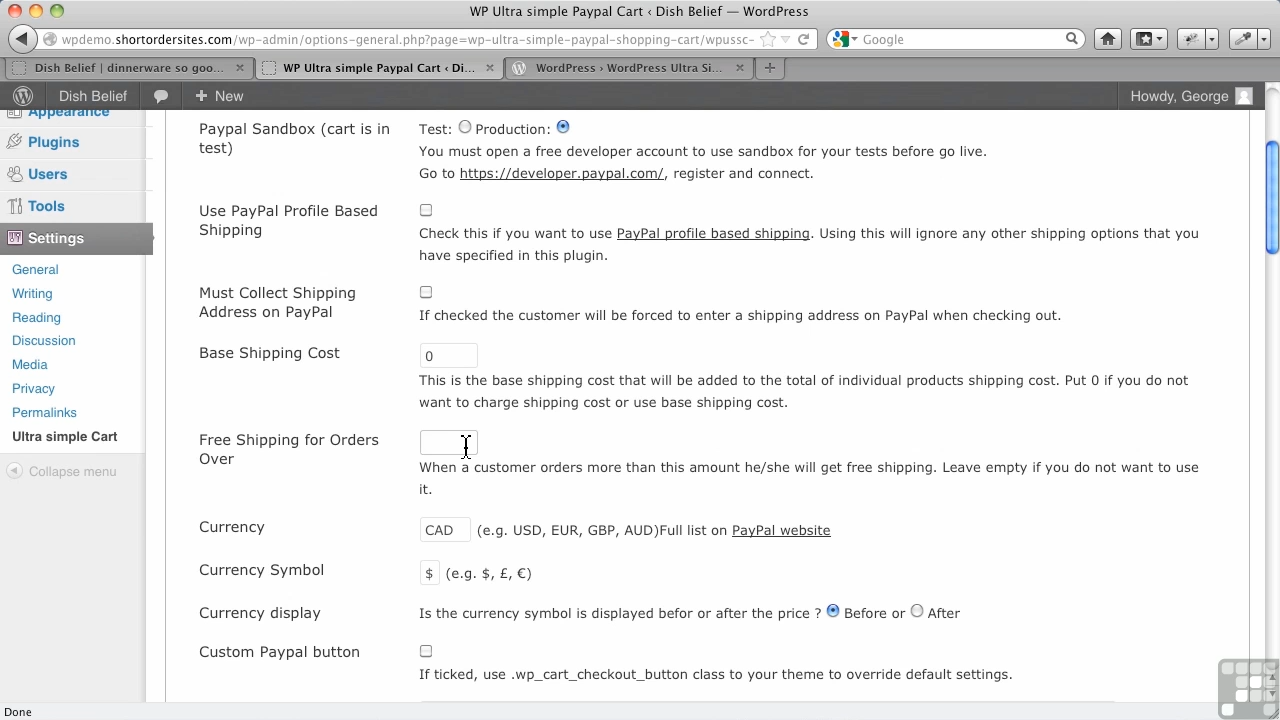 WP Ultra simple Paypal Cart ‹ Dish Belief — WordPress
wpdemo.shortordersites.com/wp-admin/options-general.php?page=wp-ultra-simple-paypal-shopping-cart/wpussc-
Google
Dish Belief | dinnerware so goo...
WP Ultra simple Paypal Cart ‹ Di...
WordPress › WordPress Ultra Si...
Dish Belief
New
Howdy, George
Appearance
Plugins
Users
Tools
Settings
General
Writing
Reading
Discussion
Media
Privacy
Permalinks
Ultra simple Cart
Collapse menu
Paypal Sandbox (cart is in
test)
Test: Production:
You must open a free developer account to use sandbox for your tests before go live.
Go to https://developer.paypal.com/, register and connect.
Use PayPal Profile Based
Shipping
Check this if you want to use PayPal profile based shipping. Using this will ignore any other shipping options that you
have specified in this plugin.
Must Collect Shipping
Address on PayPal
If checked the customer will be forced to enter a shipping address on PayPal when checking out.
Base Shipping Cost
0
This is the base shipping cost that will be added to the total of individual products shipping cost. Put 0 if you do not
want to charge shipping cost or use base shipping cost.
Free Shipping for Orders
Over
When a customer orders more than this amount he/she will get free shipping. Leave empty if you do not want to use
it.
Currency
CAD (e.g. USD, EUR, GBP, AUD)Full list on PayPal website
Currency Symbol
$ (e.g. $, £, €)
Currency display
Is the currency symbol is displayed befor or after the price ? Before or After
Custom Paypal button
If ticked, use .wp_cart_checkout_button class to your theme to override default settings.
Done